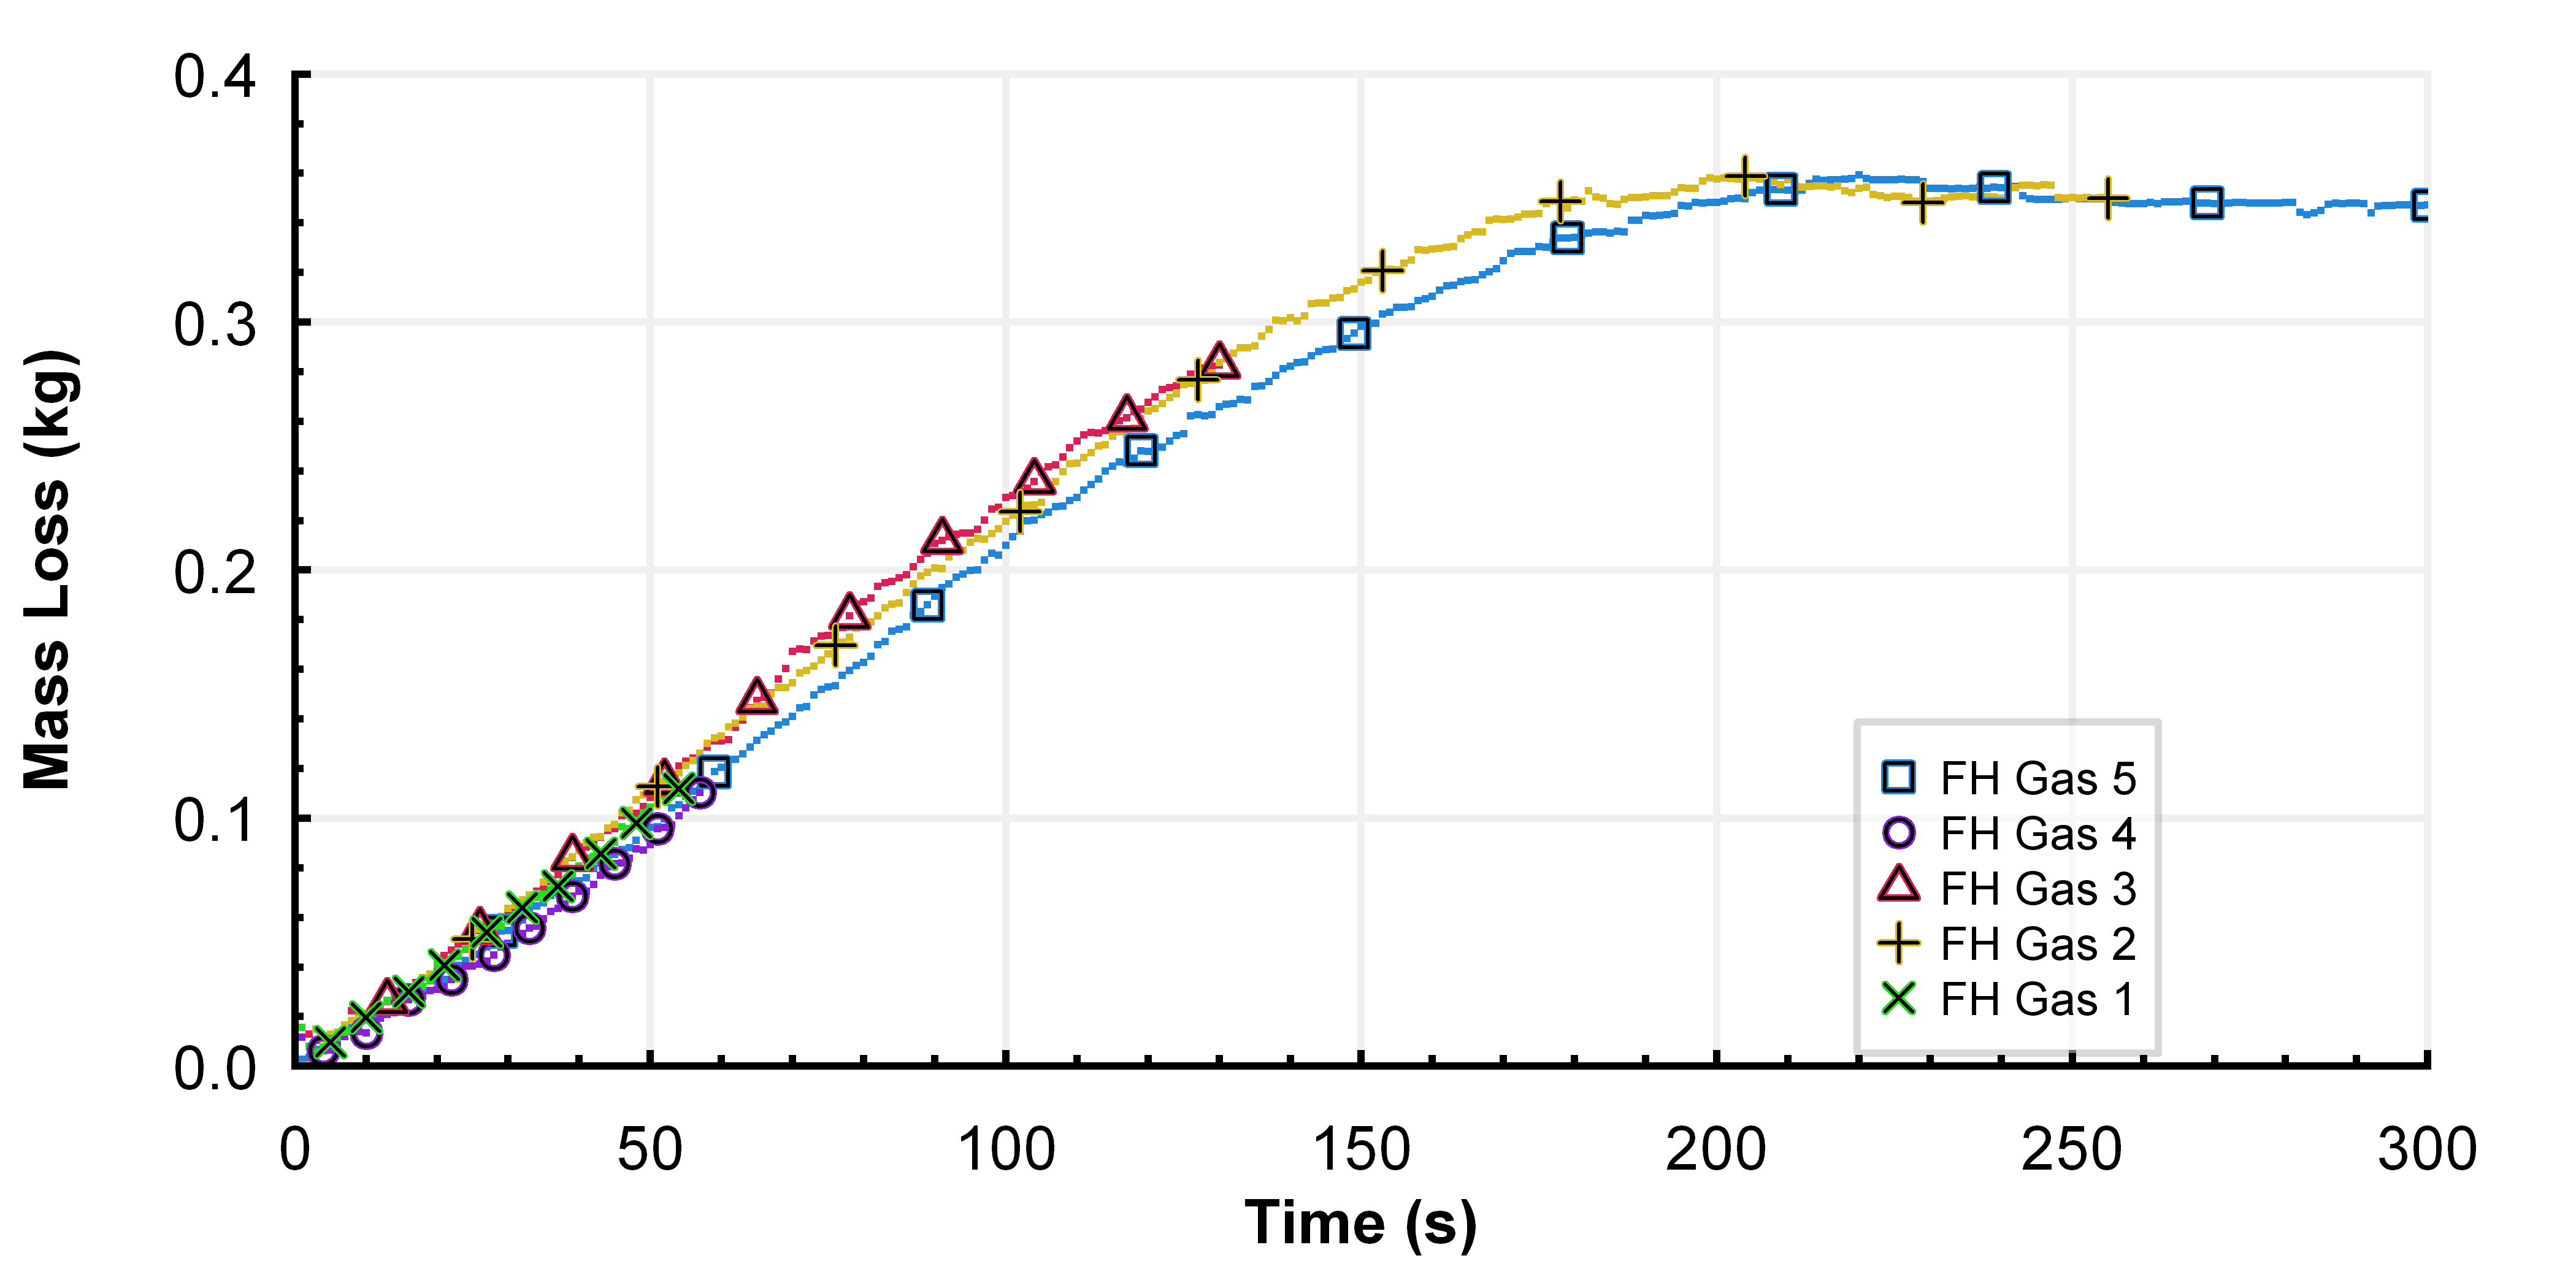 0.4
0.3
0.2
0.1
0.0
Mass Loss (kg)
FH Gas 5
FH Gas 4
FH Gas 3
FH Gas 2
FH Gas 1
0 50 100 150 200 250 300
Time (s)